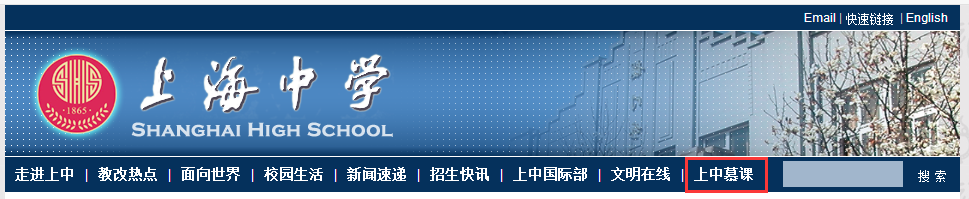 Email | 快速链接 | English
SHS
·1865·
上海中学
SHANGHAI HIGH SCHOOL
走进上中 | 教改热点 | 面向世界 | 校园生活 | 新闻速递 | 招生快讯 | 上中国际部 | 文明在线 | 上中慕课 搜 索